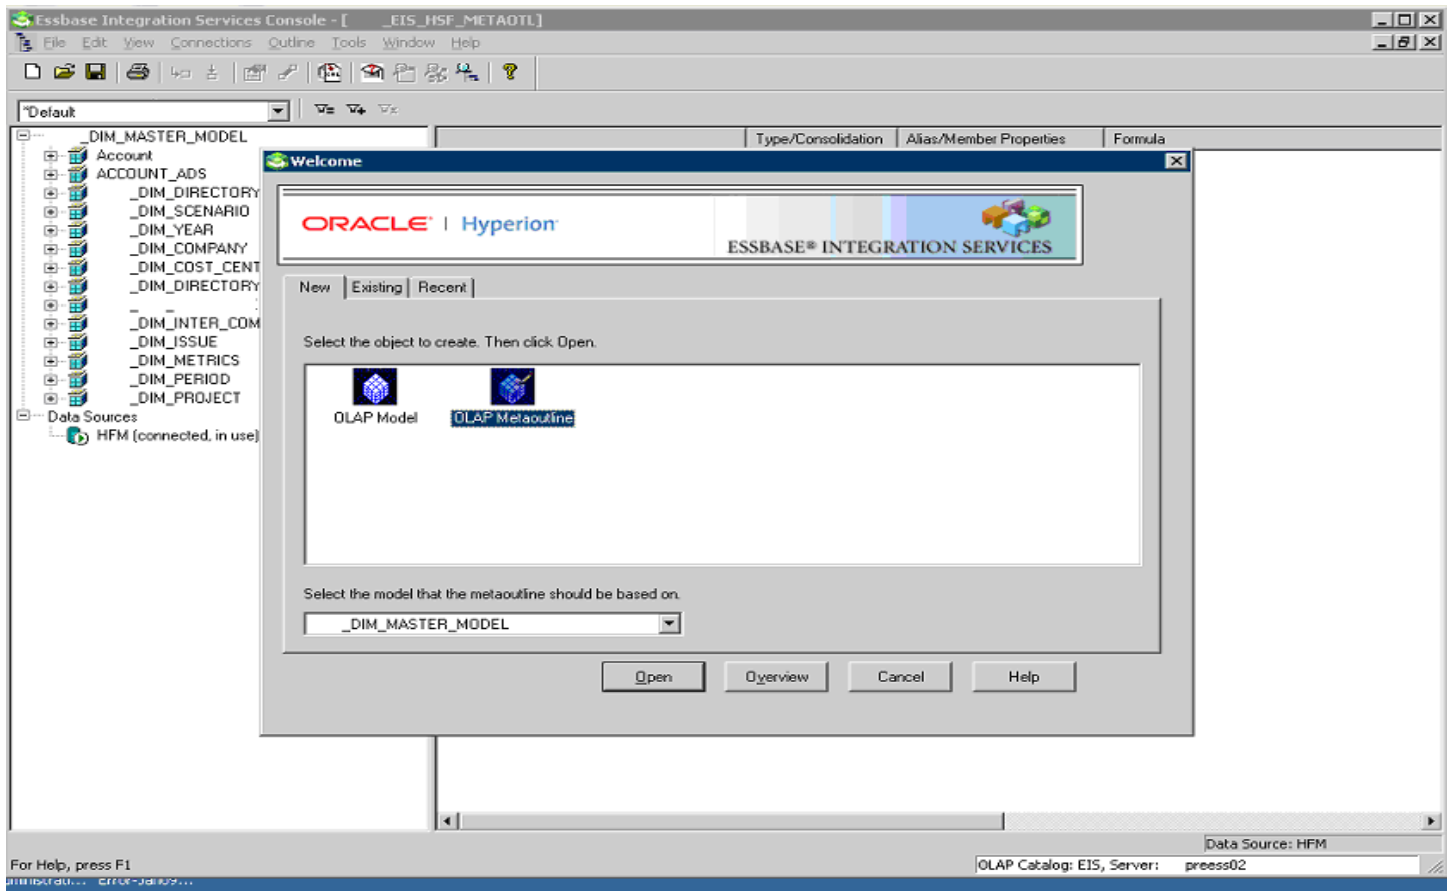 Essbase Integration Services Console - [ _EIS_HSF_METAOTL]
File Edit View Connections Outline Tools Window Help
"Default
_DIM_MASTER_MODEL
Type/Consolidation Alias/Member Properties Formula
Account
ACCOUNT_ADS
_DIM_DIRECTORY
_DIM_SCENARIO
_DIM_YEAR
_DIM_COMPANY
_DIM_COST_CENT
_DIM_DIRECTORY
_ _ :
_DIM_INTER_COM
_DIM_ISSUE
_DIM_METRICS
_DIM_PERIOD
_DIM_PROJECT
Data Sources
HFM (connected, in use)
Welcome
ORACLE | Hyperion
ESSBASE® INTEGRATION SERVICES
New Existing Recent
Select the object to create. Then click Open.
OLAP Model OLAP Metaoutline
Select the model that the metaoutline should be based on.
_DIM_MASTER_MODEL
Open Overview Cancel Help
Data Source: HFM
For Help, press F1
OLAP Catalog: EIS, Server: preess02